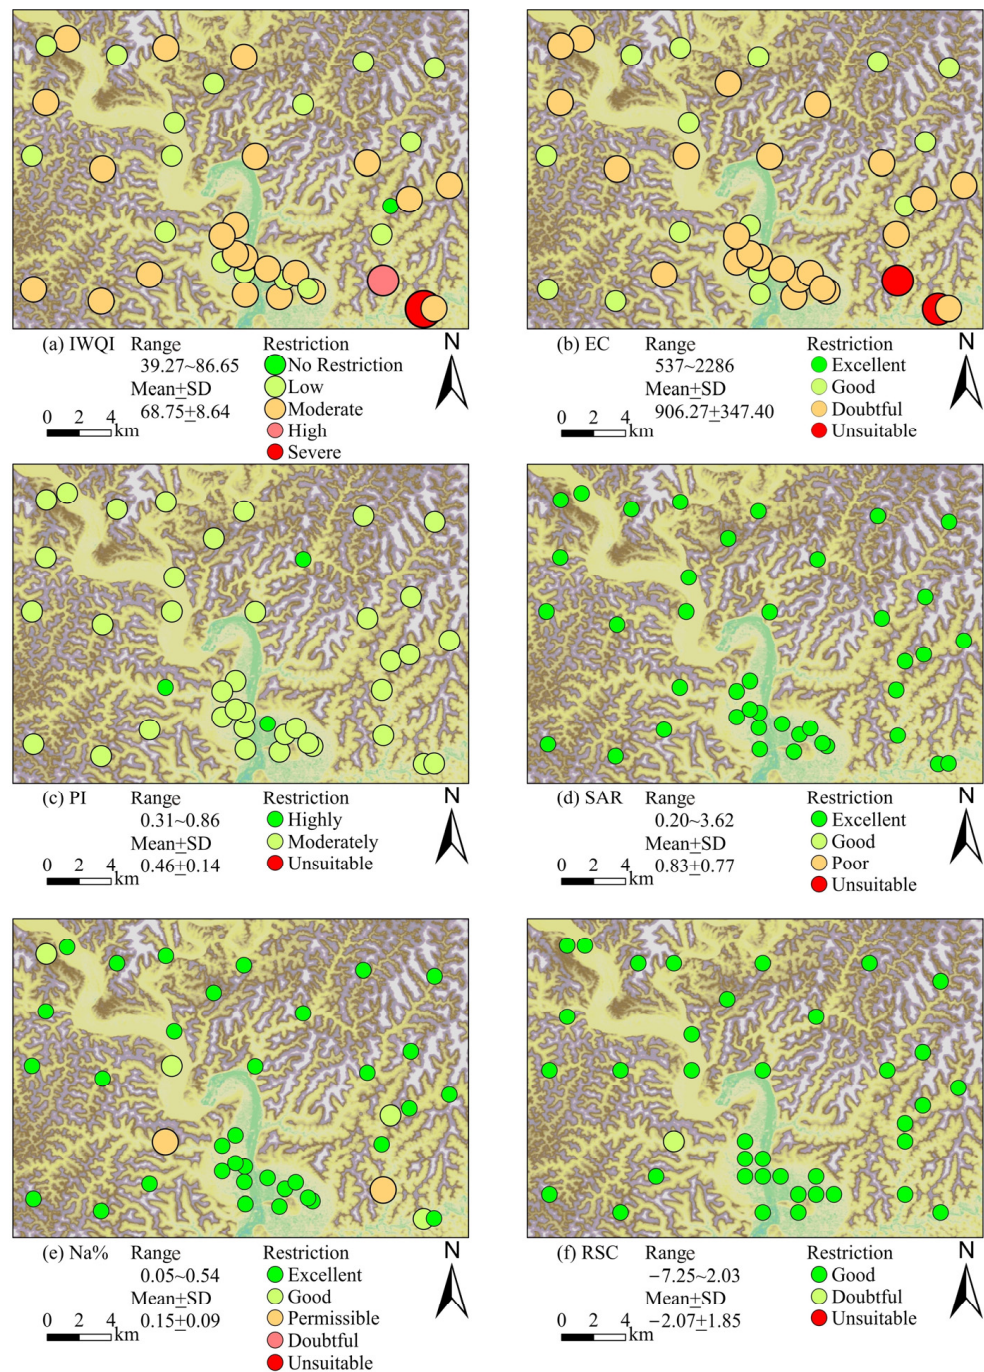 (a) IWQI Range Restriction N
39.27~86.65 No Restriction
Mean±SD Low
0 2 4 km 68.75±8.64 Moderate
High
Severe
(b) EC Range Restriction N
537~2286 Excellent
Mean±SD Good
0 2 4 km 906.27±347.40 Doubtful
Unsuitable
(c) PI Range Restriction N
0.31~0.86 Highly
Mean±SD Moderately
0 2 4 km 0.46±0.14 Unsuitable
(d) SAR Range Restriction N
0.20~3.62 Excellent
Mean±SD Good
0 2 4 km 0.83±0.77 Poor
Unsuitable
(e) Na% Range Restriction N
0.05~0.54 Excellent
Mean±SD Good
0 2 4 km 0.15±0.09 Permissible
Doubtful
Unsuitable
(f) RSC Range Restriction N
−7.25~2.03 Good
Mean±SD Doubtful
0 2 4 km −2.07±1.85 Unsuitable